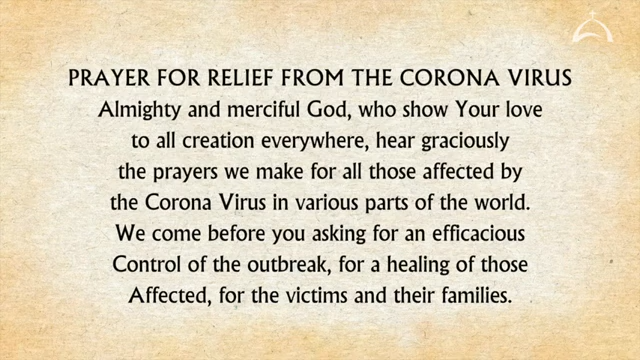 PRAYER FOR RELIEF FROM THE CORONA VIRUS
Almighty and merciful God, who show Your love
to all creation everywhere, hear graciously
the prayers we make for all those affected by
the Corona Virus in various parts of the world.
We come before you asking for an efficacious
Control of the outbreak, for a healing of those
Affected, for the victims and their families.